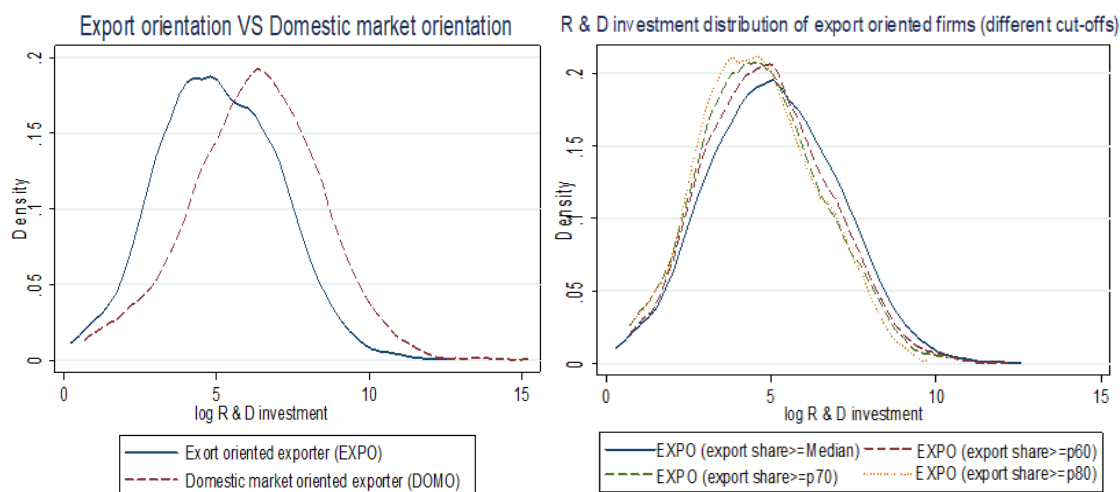 Export orientation VS Domestic market orientation
Density
0 .05 .1 .15 .2
0 5 10 15
log R & D investment
Exort oriented exporter (EXPO)
Domestic market oriented exporter (DOMO)
R & D investment distribution of export oriented firms (different cut-offs)
Density
0 .05 .1 .15 .2
0 5 10 15
log R & D investment
EXPO (export share>=Median)
EXPO (export share>=p60)
EXPO (export share>=p70)
EXPO (export share>=p80)